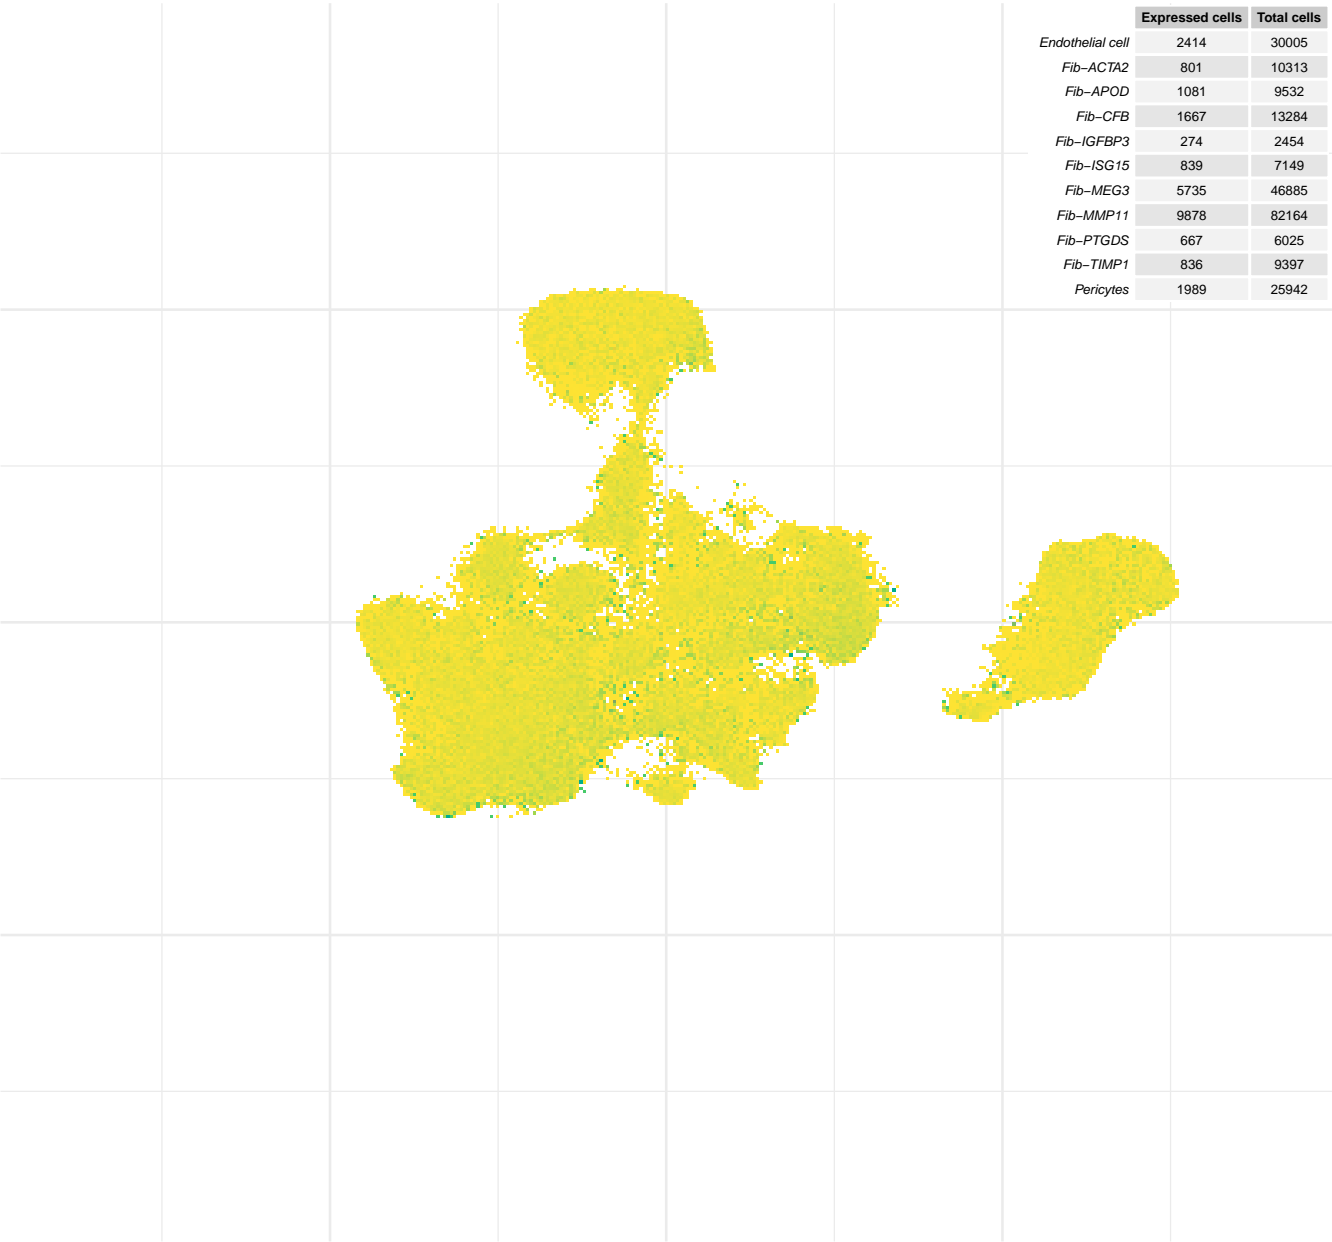 Expressed cells Total cells
Endothelial cell 2414 30005
Fib−ACTA2 801 10313
Fib−APOD 1081 9532
Fib−CFB 1667 13284
Fib−IGFBP3 274 2454
Fib−ISG15 839 7149
Fib−MEG3 5735 46885
Fib−MMP11 9878 82164
Fib−PTGDS 667 6025
Fib−TIMP1 836 9397
Pericytes 1989 25942